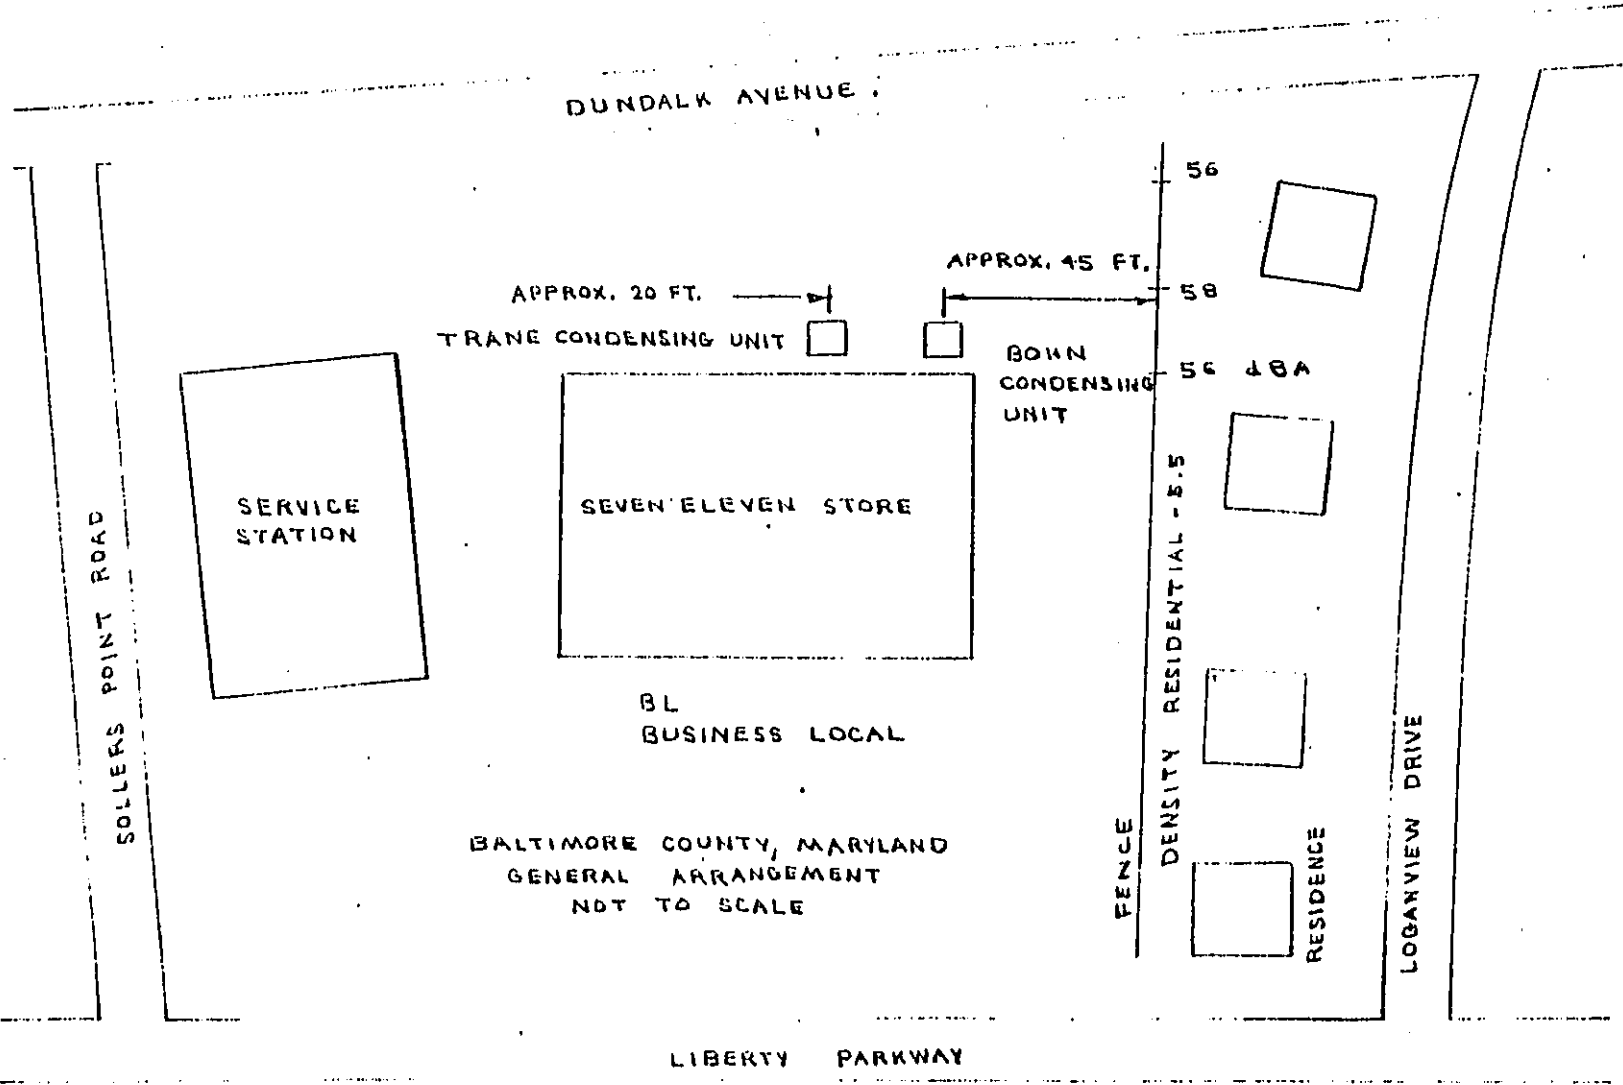 DUNDALK AVENUE
56
APPROX. 45 FT.
APPROX. 20 FT.
58
TRANE CONDENSING UNIT
BOHN
CONDENSING
UNIT
56 dBA
SERVICE
STATION
SEVEN ELEVEN STORE
SOLLERS POINT ROAD
DENSITY RESIDENTIAL - 5.5
BL
BUSINESS LOCAL
BALTIMORE COUNTY, MARYLAND
GENERAL ARRANGEMENT
NOT TO SCALE
FENCE
RESIDENCE
LOGANVIEW DRIVE
LIBERTY PARKWAY